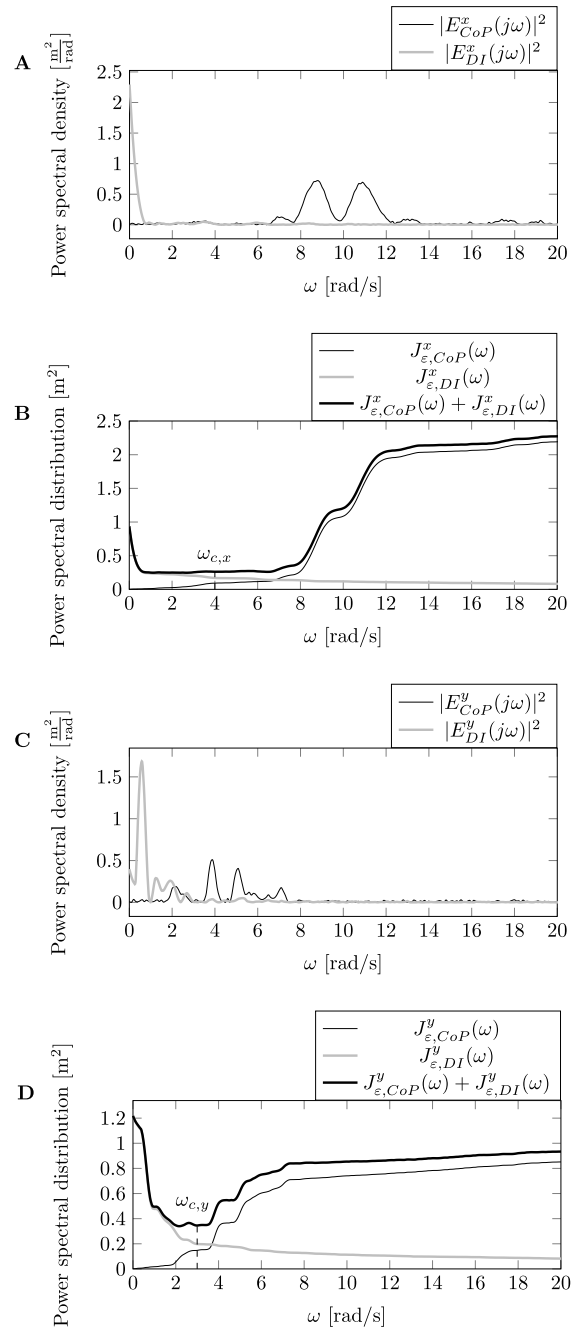 |E^x_{CoP}(jω)|^2
|E^x_{DI}(jω)|^2
A
Power spectral density [m^2/rad]
2.5
2
1.5
1
0.5
0
0 2 4 6 8 10 12 14 16 18 20
ω [rad/s]
J^x_{ε,CoP}(ω)
J^x_{ε,DI}(ω)
J^x_{ε,CoP}(ω) + J^x_{ε,DI}(ω)
B
Power spectral distribution [m^2]
2.5
2
1.5
1
0.5
0
ω_{c,x}
0 2 4 6 8 10 12 14 16 18 20
ω [rad/s]
|E^y_{CoP}(jω)|^2
|E^y_{DI}(jω)|^2
C
Power spectral density [m^2/rad]
1.5
1
0.5
0
0 2 4 6 8 10 12 14 16 18 20
ω [rad/s]
J^y_{ε,CoP}(ω)
J^y_{ε,DI}(ω)
J^y_{ε,CoP}(ω) + J^y_{ε,DI}(ω)
D
Power spectral distribution [m^2]
1.2
1
0.8
0.6
0.4
0.2
0
ω_{c,y}
0 2 4 6 8 10 12 14 16 18 20
ω [rad/s]